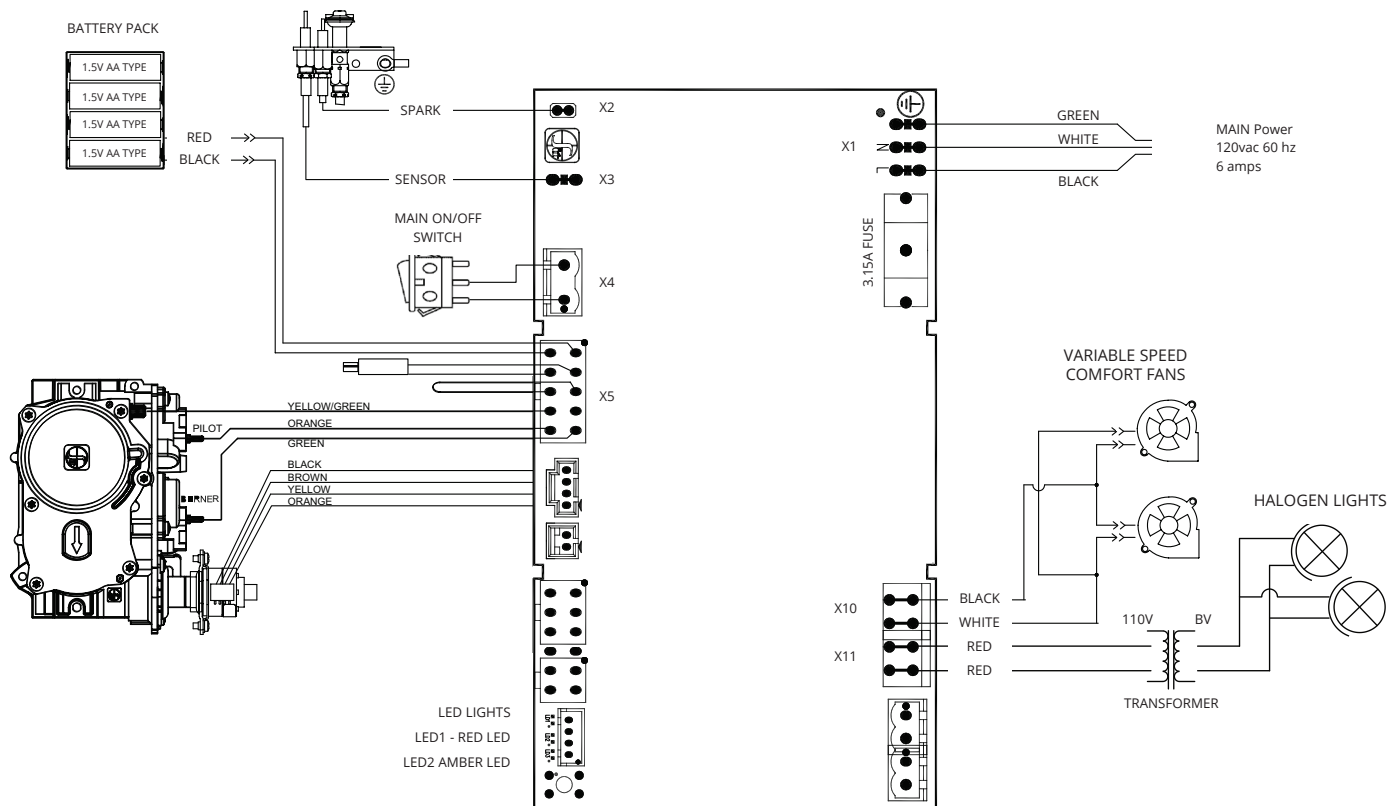 BATTERY PACK
1.5V AA TYPE
1.5V AA TYPE
1.5V AA TYPE
1.5V AA TYPE
RED
BLACK
SPARK
X2
SENSOR
X3
MAIN ON/OFF
SWITCH
X4
X5
YELLOW/GREEN
PILOT
ORANGE
GREEN
BLACK
BROWN
YELLOW
ORANGE
BURNER
LED LIGHTS
LED1 - RED LED
LED2 AMBER LED
X1
N
L
GREEN
WHITE
BLACK
MAIN Power
120vac 60 hz
6 amps
3.15A FUSE
VARIABLE SPEED
COMFORT FANS
HALOGEN LIGHTS
X10
BLACK
WHITE
X11
RED
RED
110V
BV
TRANSFORMER